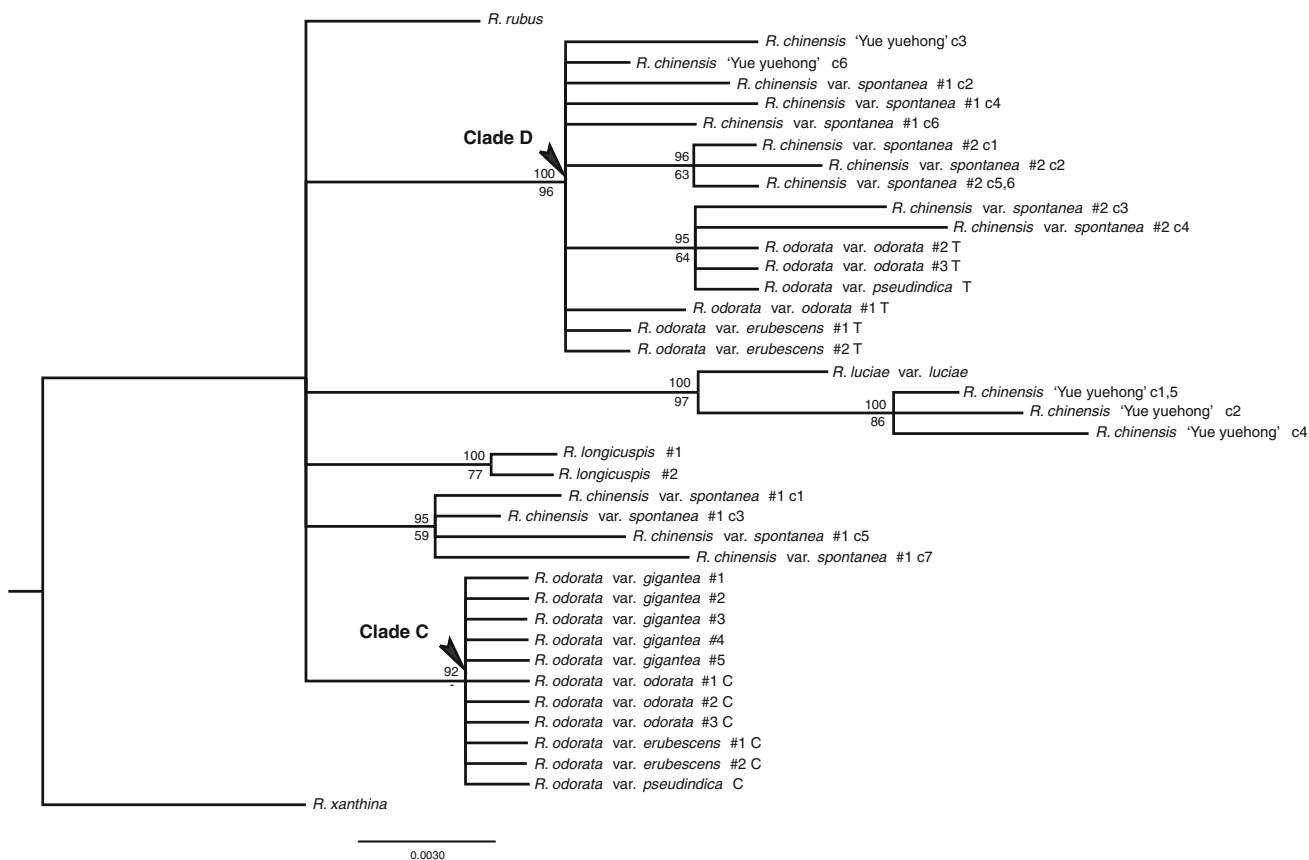 R. rubus
R. chinensis 'Yue yuehong' c3
R. chinensis 'Yue yuehong' c6
R. chinensis var. spontanea #1 c2
R. chinensis var. spontanea #1 c4
R. chinensis var. spontanea #1 c6
Clade D
R. chinensis var. spontanea #2 c1
96
R. chinensis var. spontanea #2 c2
63
100
R. chinensis var. spontanea #2 c5,6
96
R. chinensis var. spontanea #2 c3
R. chinensis var. spontanea #2 c4
95
R. odorata var. odorata #2 T
64
R. odorata var. odorata #3 T
R. odorata var. pseudindica T
R. odorata var. odorata #1 T
R. odorata var. erubescens #1 T
R. odorata var. erubescens #2 T
R. luciae var. luciae
100
97
R. chinensis 'Yue yuehong' c1,5
100
R. chinensis 'Yue yuehong' c2
86
R. chinensis 'Yue yuehong' c4
R. longicuspis #1
100
77
R. longicuspis #2
R. chinensis var. spontanea #1 c1
R. chinensis var. spontanea #1 c3
95
59
R. chinensis var. spontanea #1 c5
R. chinensis var. spontanea #1 c7
R. odorata var. gigantea #1
R. odorata var. gigantea #2
R. odorata var. gigantea #3
Clade C
R. odorata var. gigantea #4
R. odorata var. gigantea #5
92
-
R. odorata var. odorata #1 C
R. odorata var. odorata #2 C
R. odorata var. odorata #3 C
R. odorata var. erubescens #1 C
R. odorata var. erubescens #2 C
R. odorata var. pseudindica C
R. xanthina
0.0030